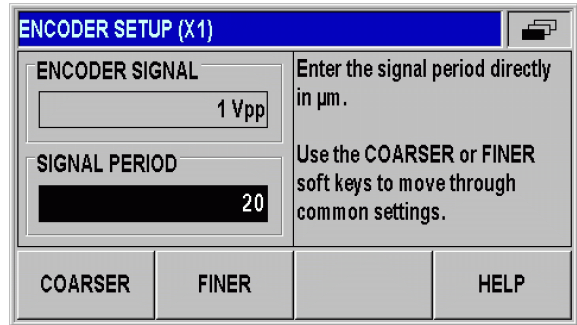 ENCODER SETUP (X1)
ENCODER SIGNAL
1 Vpp
SIGNAL PERIOD
20
Enter the signal period directly
in µm.
Use the COARSER or FINER
soft keys to move through
common settings.
COARSER
FINER
HELP